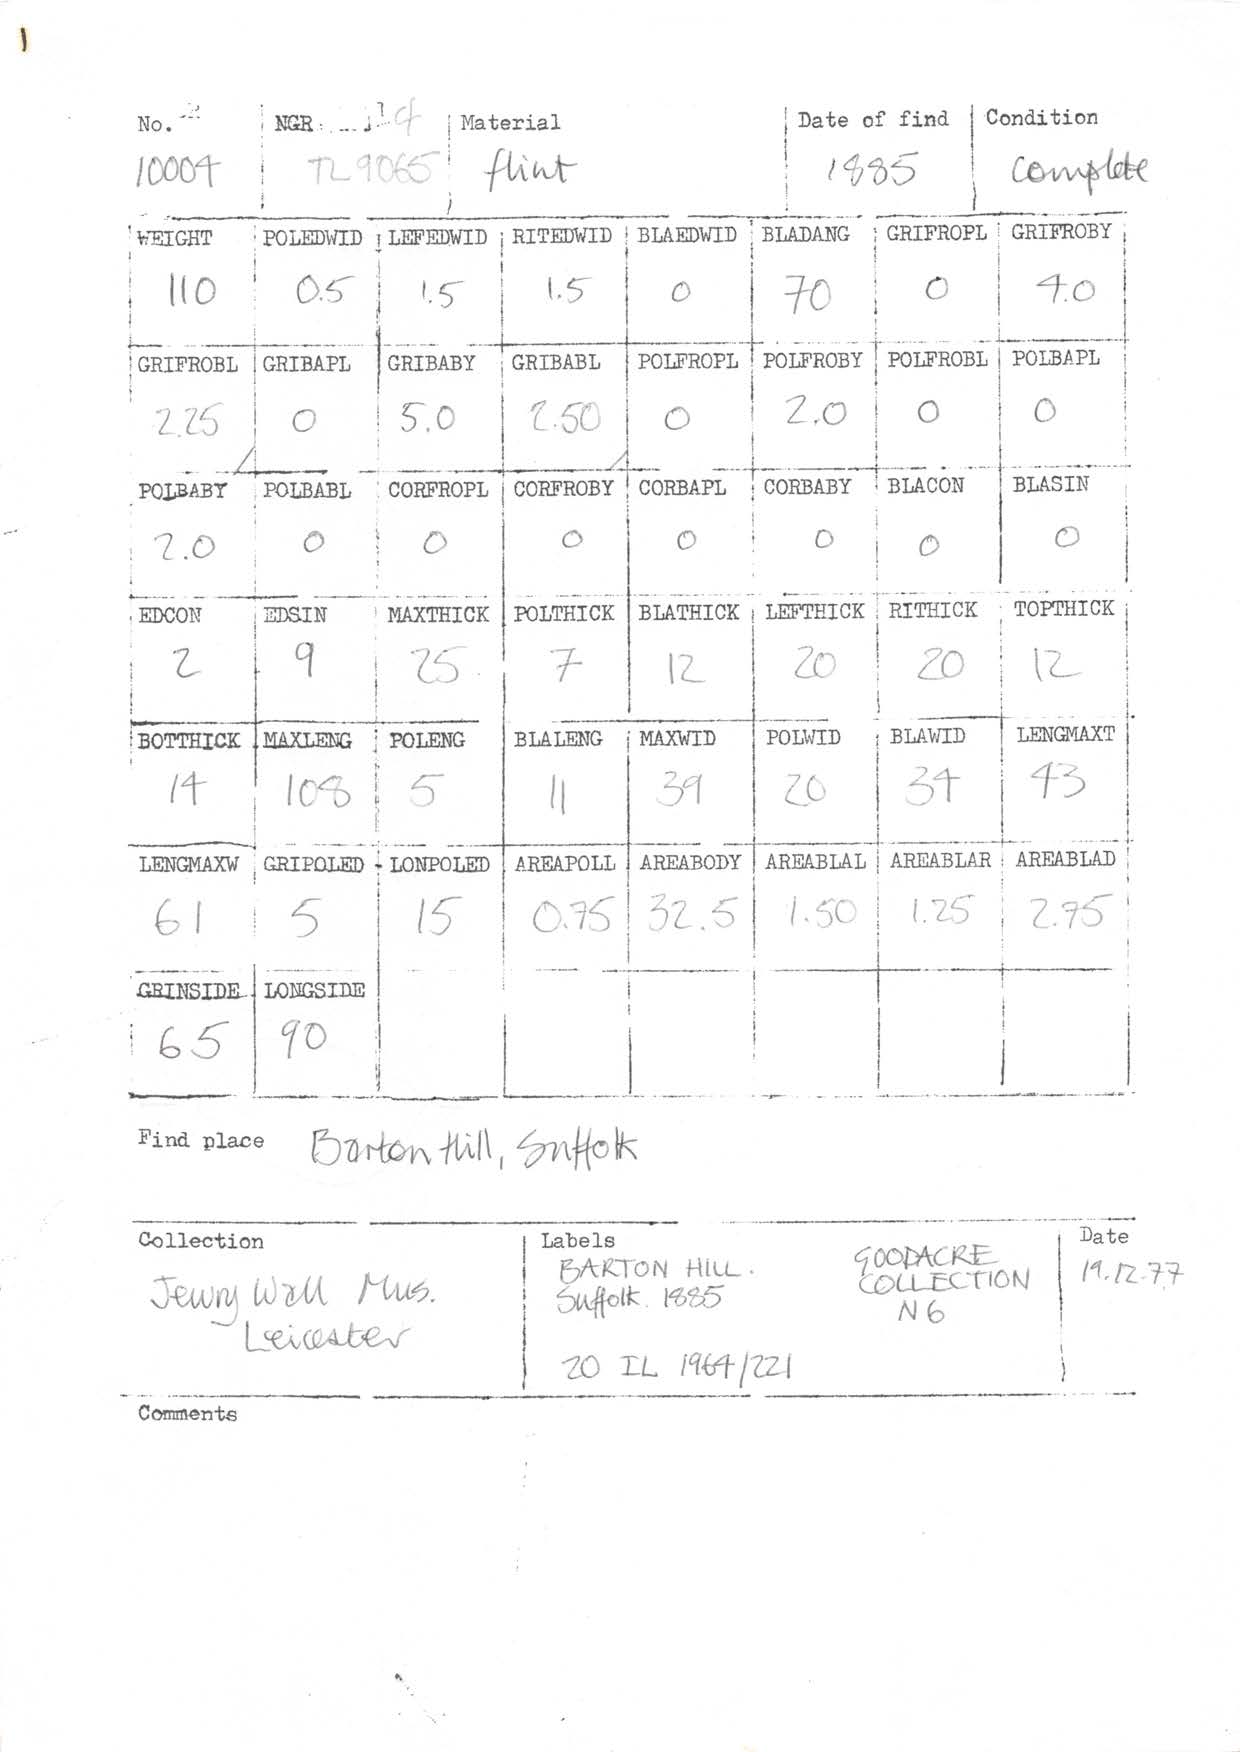 1
No. NGR Material Date of find Condition
10004 TL9065 flint 1885 Complete
WEIGHT POLEDWID LEFEDWID RITEDWID BLAEDWID BLADANG GRIFROPL GRIFROBY
110 0.5 1.5 1.5 0 70 0 4.0
GRIFROBL GRIBAPL GRIBABY GRIBABL POLFROPL POLFROBY POLFROBL POLBAPL
2.25 0 5.0 2.50 0 2.0 0 0
POLBABY POLBABL CORFROPL CORFROBY CORBAPL CORBABY BLACON BLASIN
2.0 0 0 0 0 0 0 0
EDCON EDSIN MAXTHICK POLTHICK BLATHICK LEFTHICK RITHICK TOPTHICK
2 9 25 7 12 20 20 12
BOTTHICK MAXLENG POLENG BLALENG MAXWID POLWID BLAWID LENGMAXT
14 108 5 11 39 20 34 43
LENGMAXW GRIPOLED LONPOLED AREAPOLL AREABODY AREABLAL AREABLAR AREABLAD
61 5 15 0.75 32.5 1.50 1.25 2.75
GRINSIDE LONGSIDE
65 90
Find place Barton Hill, Suffolk
Collection Labels Date
Jewry Wall Mus.
Leicester
BARTON HILL.
Suffolk. 1885
20 IL 1964/221
GOODACRE
COLLECTION
N6
19.12.77
Comments